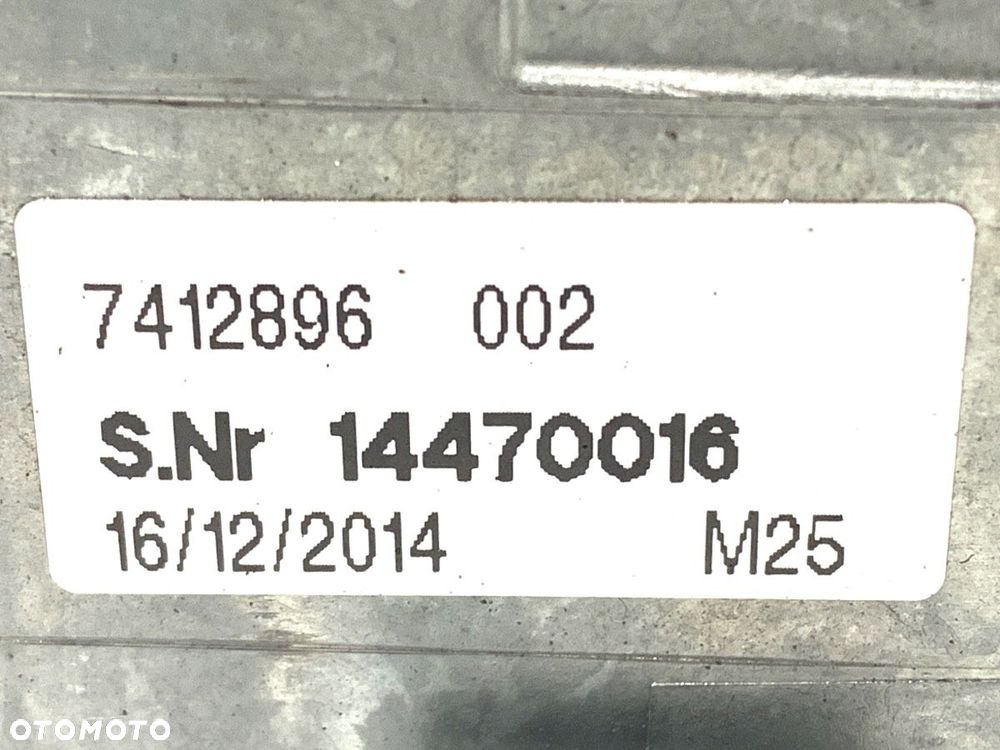 7412896 002
S.Nr 14470016
16/12/2014 M25
OTOMOTO